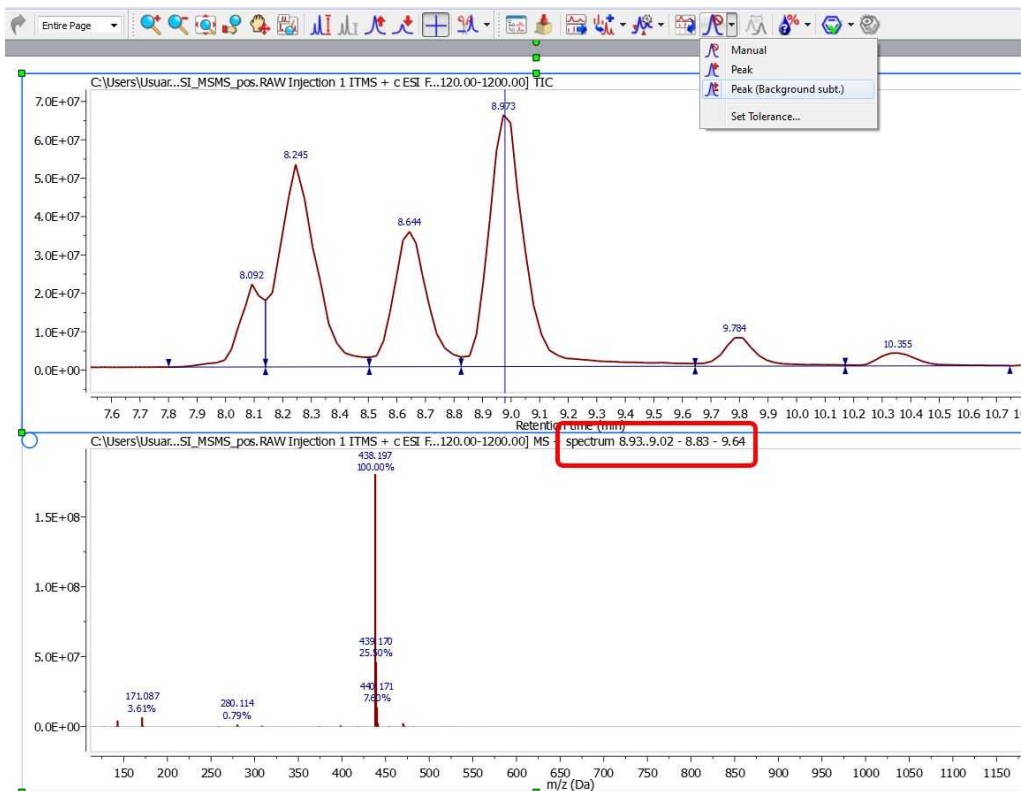 Entire Page
Manual
Peak
Peak (Background subt.)
Set Tolerance...
C:\Users\Usuar...SI_MSMS_pos.RAW Injection 1 ITMS + c ESI F...120.00-1200.00] TIC
7.0E+07
6.0E+07
5.0E+07
4.0E+07
3.0E+07
2.0E+07
1.0E+07
0.0E+00
8.092
8.245
8.644
8.973
9.784
10.355
7.6 7.7 7.8 7.9 8.0 8.1 8.2 8.3 8.4 8.5 8.6 8.7 8.8 8.9 9.0 9.1 9.2 9.3 9.4 9.5 9.6 9.7 9.8 9.9 10.0 10.1 10.2 10.3 10.4 10.5 10.6 10.7
Retention time (min)
C:\Users\Usuar...SI_MSMS_pos.RAW Injection 1 ITMS + c ESI F...120.00-1200.00] MS + spectrum 8.93..9.02 - 8.83 - 9.64
1.5E+08
1.0E+08
5.0E+07
0.0E+00
438.197
100.00%
439.170
25.50%
440.171
7.60%
171.087
3.61%
280.114
0.79%
150 200 250 300 350 400 450 500 550 600 650 700 750 800 850 900 950 1000 1050 1100 1150
m/z (Da)